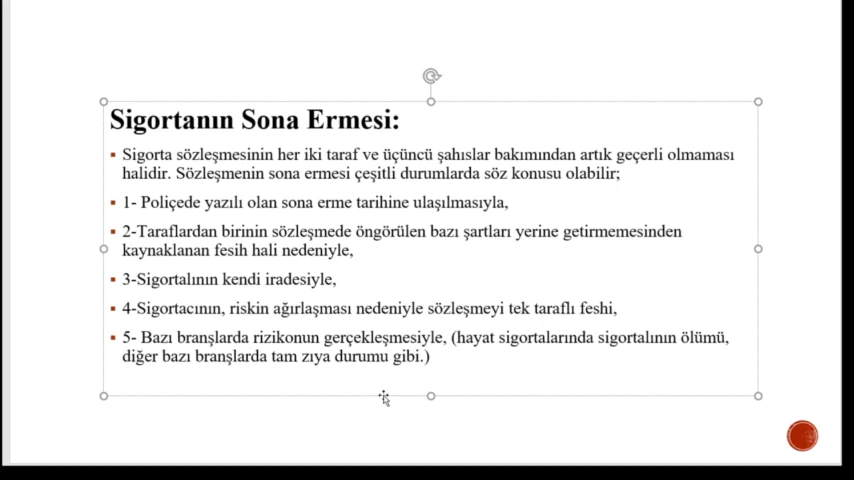 Sigortanın Sona Ermesi:
▪ Sigorta sözleşmesinin her iki taraf ve üçüncü şahıslar bakımından artık geçerli olmaması
halidir. Sözleşmenin sona ermesi çeşitli durumlarda söz konusu olabilir;
▪ 1- Poliçede yazılı olan sona erme tarihine ulaşılmasıyla,
▪ 2-Taraflardan birinin sözleşmede öngörülen bazı şartları yerine getirmemesinden
kaynaklanan fesih hali nedeniyle,
▪ 3-Sigortalının kendi iradesiyle,
▪ 4-Sigortacının, riskin ağırlaşması nedeniyle sözleşmeyi tek taraflı feshi,
▪ 5- Bazı branşlarda rizikonun gerçekleşmesiyle, (hayat sigortalarında sigortalının ölümü,
diğer bazı branşlarda tam zıya durumu gibi.)